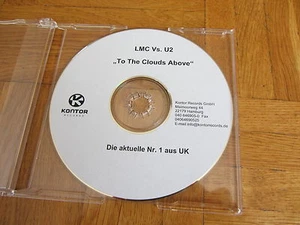 LMC Vs. U2
„To The Clouds Above"
KONTOR
RECORDS
Kontor Records GmbH
22179 Hamburg
Die aktuelle Nr. 1 aus UK